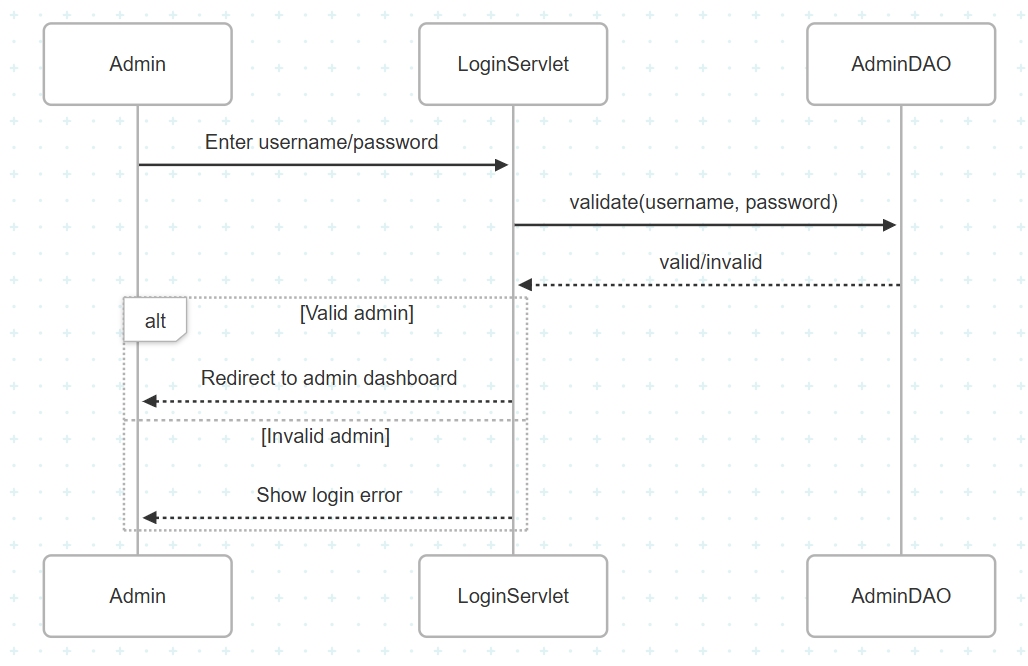 Admin
LoginServlet
AdminDAO
Enter username/password
validate(username, password)
valid/invalid
alt
[Valid admin]
Redirect to admin dashboard
[Invalid admin]
Show login error
Admin
LoginServlet
AdminDAO